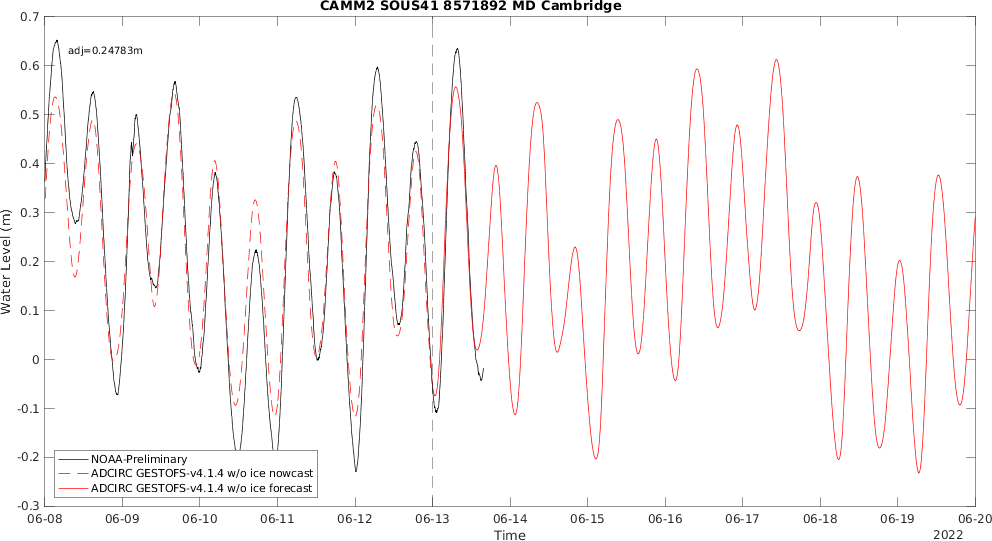 CAMM2 SOUS41 8571892 MD Cambridge
adj=0.24783m
Water Level (m)
0.7
0.6
0.5
0.4
0.3
0.2
0.1
0
-0.1
-0.2
-0.3
NOAA-Preliminary
ADCIRC GESTOFS-v4.1.4 w/o ice nowcast
ADCIRC GESTOFS-v4.1.4 w/o ice forecast
06-08 06-09 06-10 06-11 06-12 06-13 06-14 06-15 06-16 06-17 06-18 06-19 06-20
Time
2022